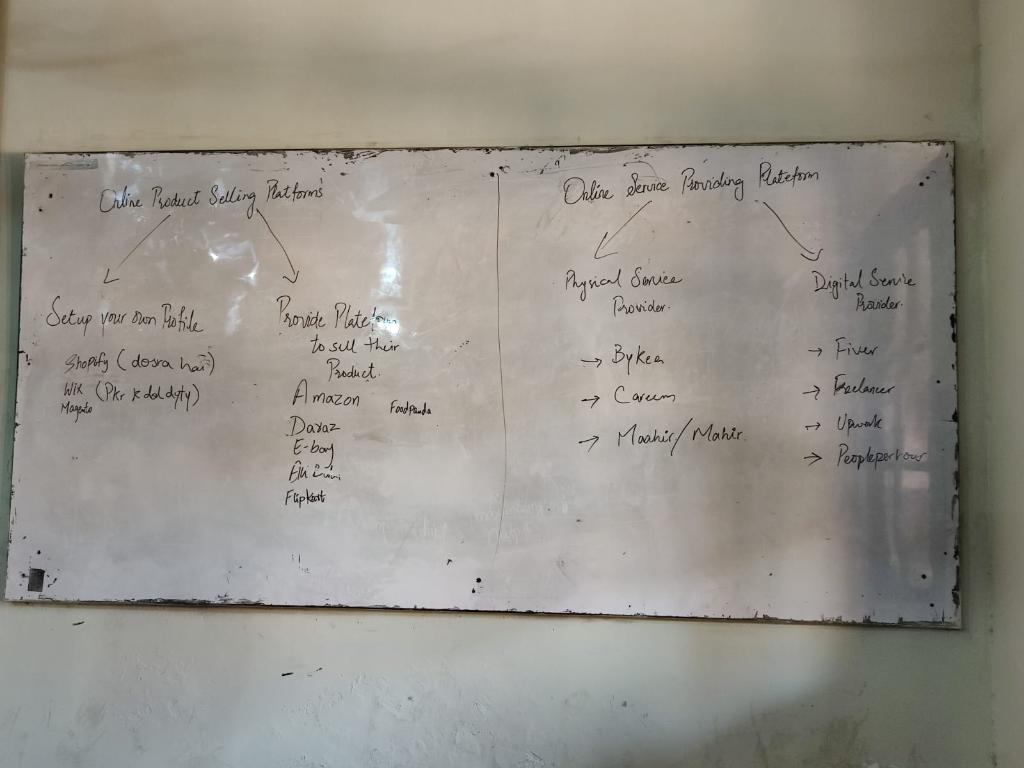 Online Product Selling Platforms
Setup your own Profile
Shopify (dosra hai)
Wix (Pkr
Magento
Provide Plateform
to sell their
Product.
Amazon
Foodpanda
Daraz
E-bay
Flipkart
Online Service Providing Plateform
Physical Service
Provider.
→ Bykea
→ Careem
→ Maahir/Mahir.
Digital Service
Provider.
→ Fiver
→ Freelancer
→ Upwork
→ Peopleperhour